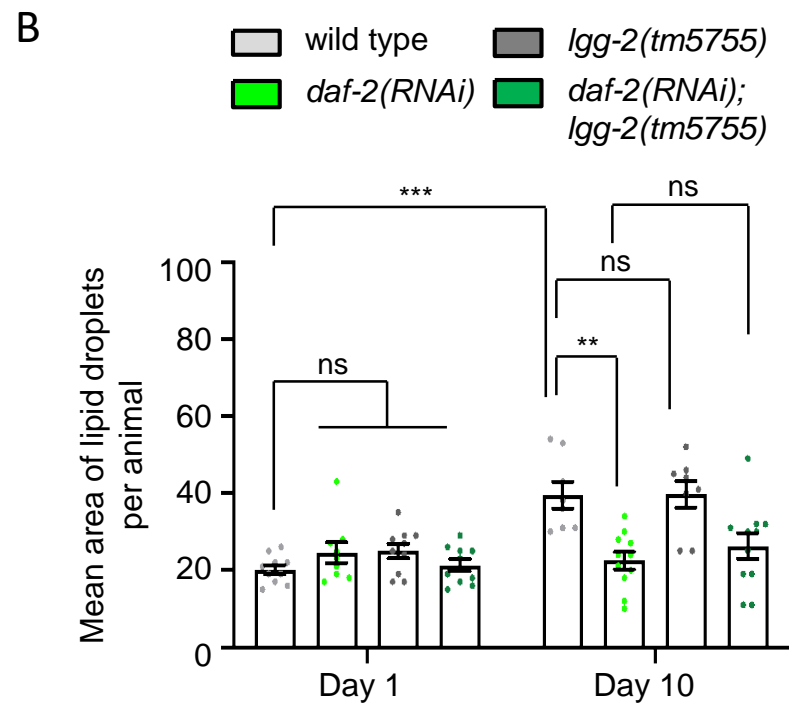 B
wild type
lgg-2(tm5755)
daf-2(RNAi)
daf-2(RNAi);
lgg-2(tm5755)
***
ns
ns
**
ns
Mean area of lipid droplets
per animal
100
80
60
40
20
0
Day 1
Day 10